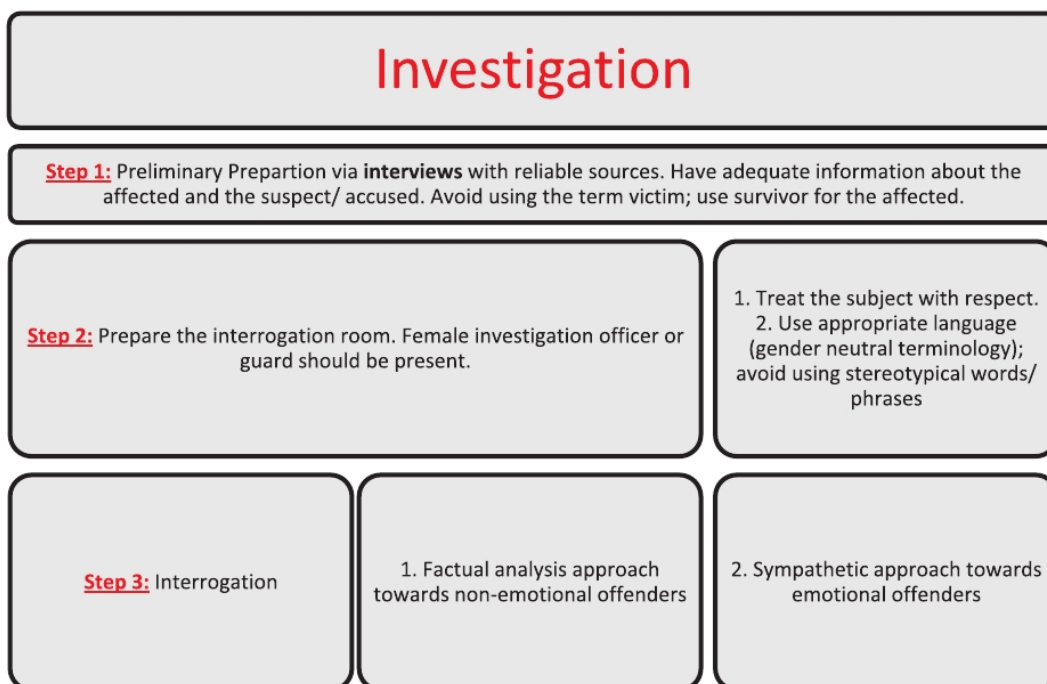 Investigation
Step 1: Preliminary Prepartion via interviews with reliable sources. Have adequate information about the
affected and the suspect/ accused. Avoid using the term victim; use survivor for the affected.
Step 2: Prepare the interrogation room. Female investigation officer or
guard should be present.
1. Treat the subject with respect.
2. Use appropriate language
(gender neutral terminology);
avoid using stereotypical words/
phrases
Step 3: Interrogation
1. Factual analysis approach
towards non-emotional offenders
2. Sympathetic approach towards
emotional offenders